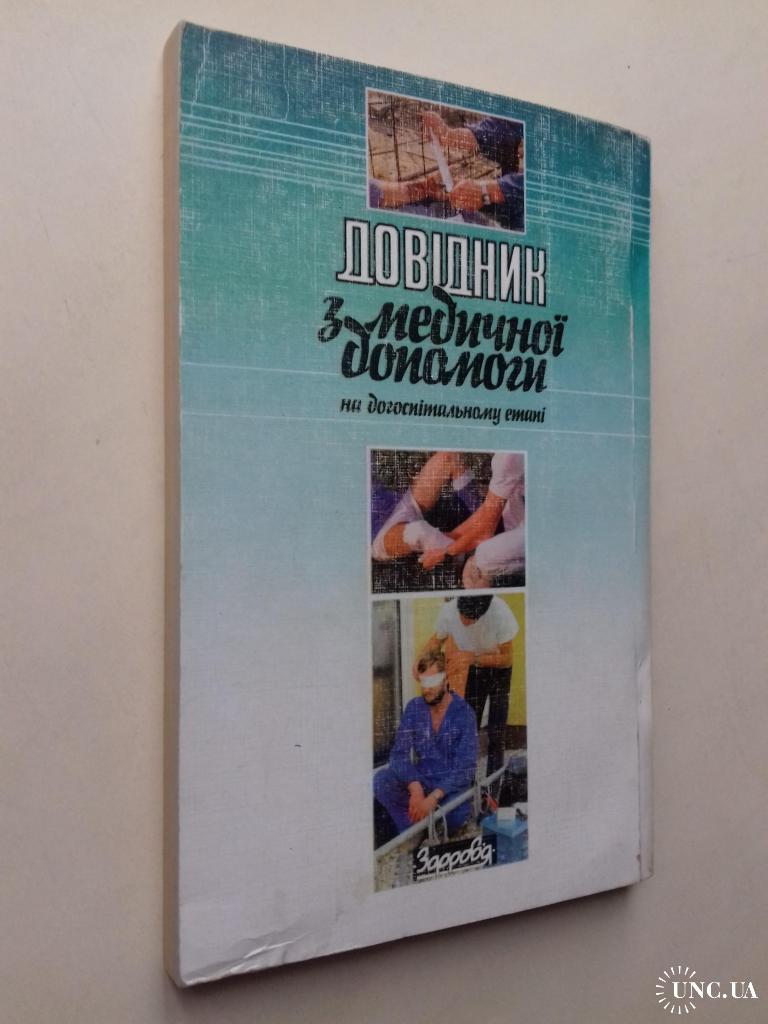 ДОВІДНИК
з медичної
допомоги
на догоспітальному етапі
Здоров'я
UNC.UA